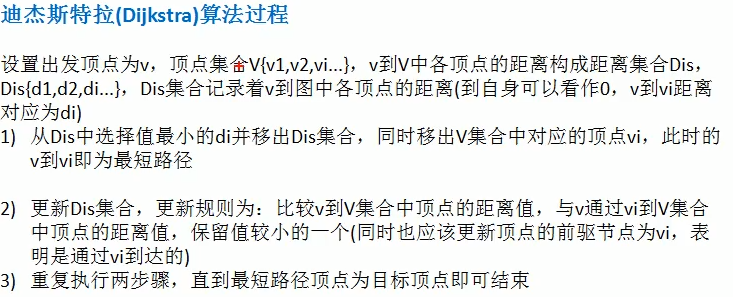 迪杰斯特拉(Dijkstra)算法过程
设置出发顶点为v，顶点集合V{v1,v2,vi...}，v到V中各顶点的距离构成距离集合Dis，
Dis{d1,d2,di...}，Dis集合记录着v到图中各顶点的距离(到自身可以看作0，v到vi距离
对应为di)
1) 从Dis中选择值最小的di并移出Dis集合，同时移出V集合中对应的顶点vi，此时的
v到vi即为最短路径
2) 更新Dis集合，更新规则为：比较v到V集合中顶点的距离值，与v通过vi到V集合
中顶点的距离值，保留值较小的一个(同时也应该更新顶点的前驱节点为vi，表
明是通过vi到达的)
3) 重复执行两步骤，直到最短路径顶点为目标顶点即可结束